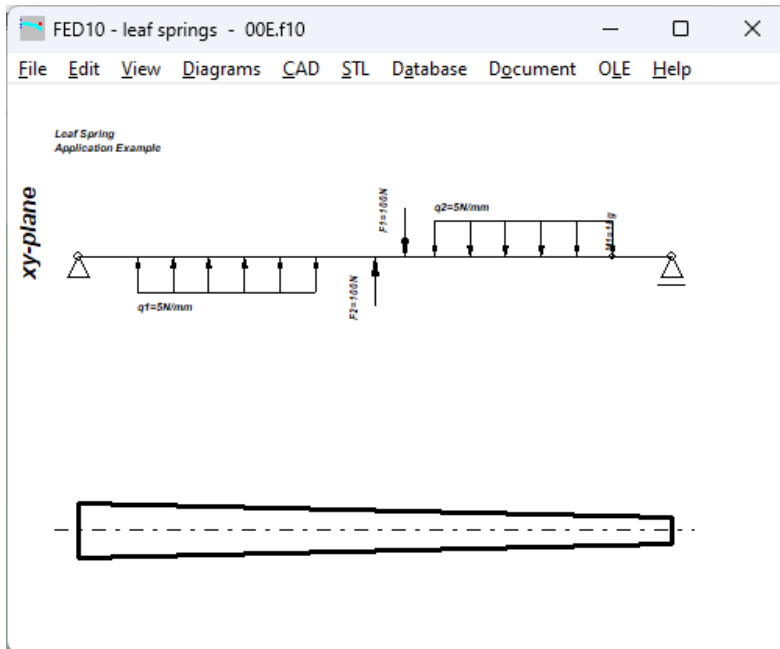 FED10 - leaf springs - 00E.f10
File Edit View Diagrams CAD STL Database Document OLE Help
Leaf Spring
Application Example
xy-plane
F1=100N
q2=5N/mm
q1=5N/mm
F2=100N